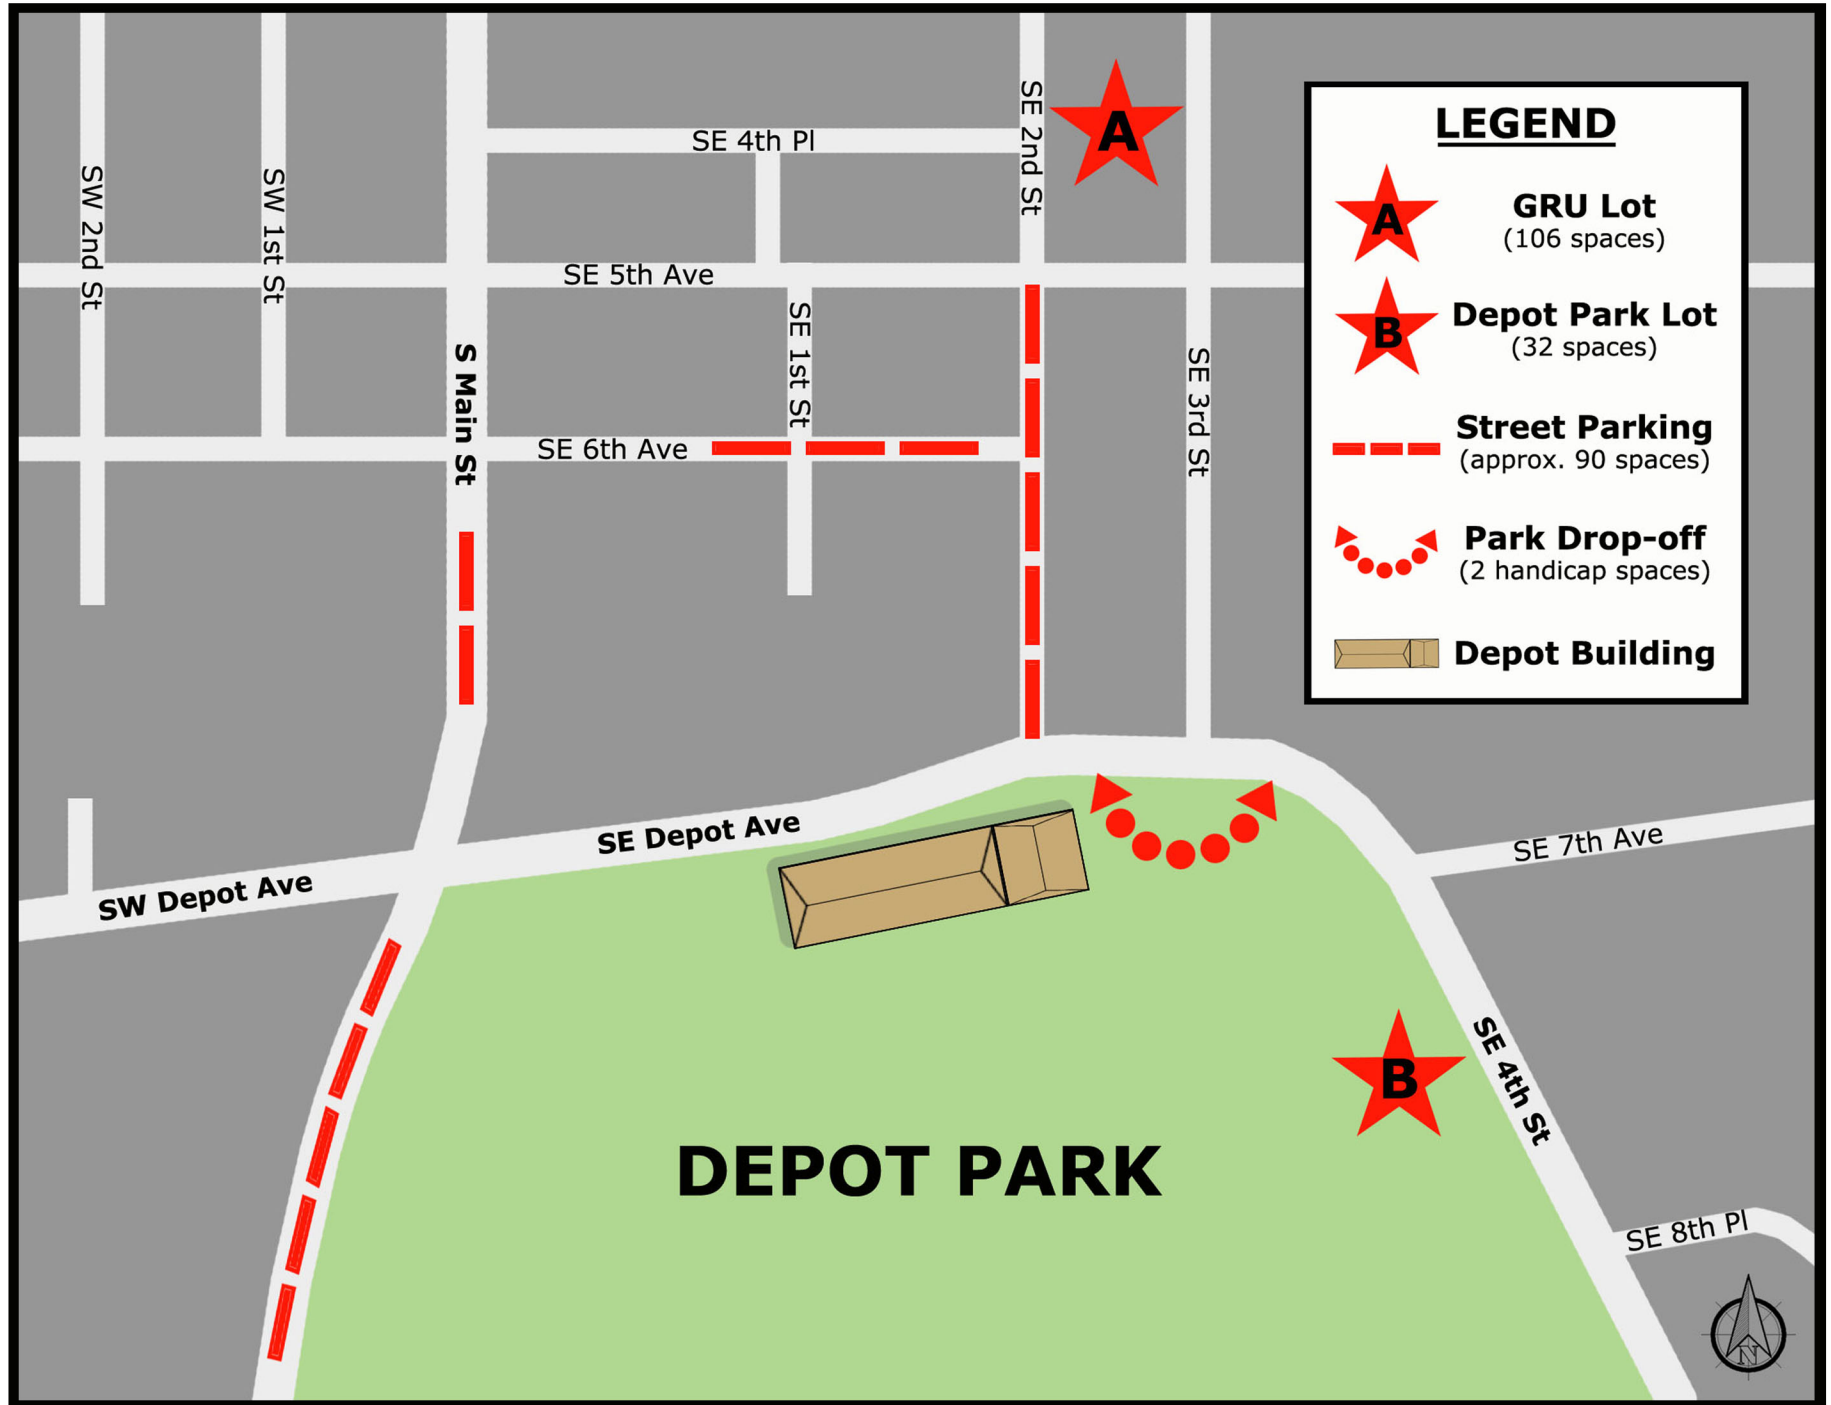 SE 4th Pl
SE 2nd St
A
SW 2nd St
SW 1st St
SE 5th Ave
S Main St
SE 1st St
SE 3rd St
SE 6th Ave
LEGEND
A
GRU Lot
(106 spaces)
B
Depot Park Lot
(32 spaces)
Street Parking
(approx. 90 spaces)
Park Drop-off
(2 handicap spaces)
Depot Building
SE Depot Ave
SW Depot Ave
SE 7th Ave
B
SE 4th St
DEPOT PARK
SE 8th Pl
N